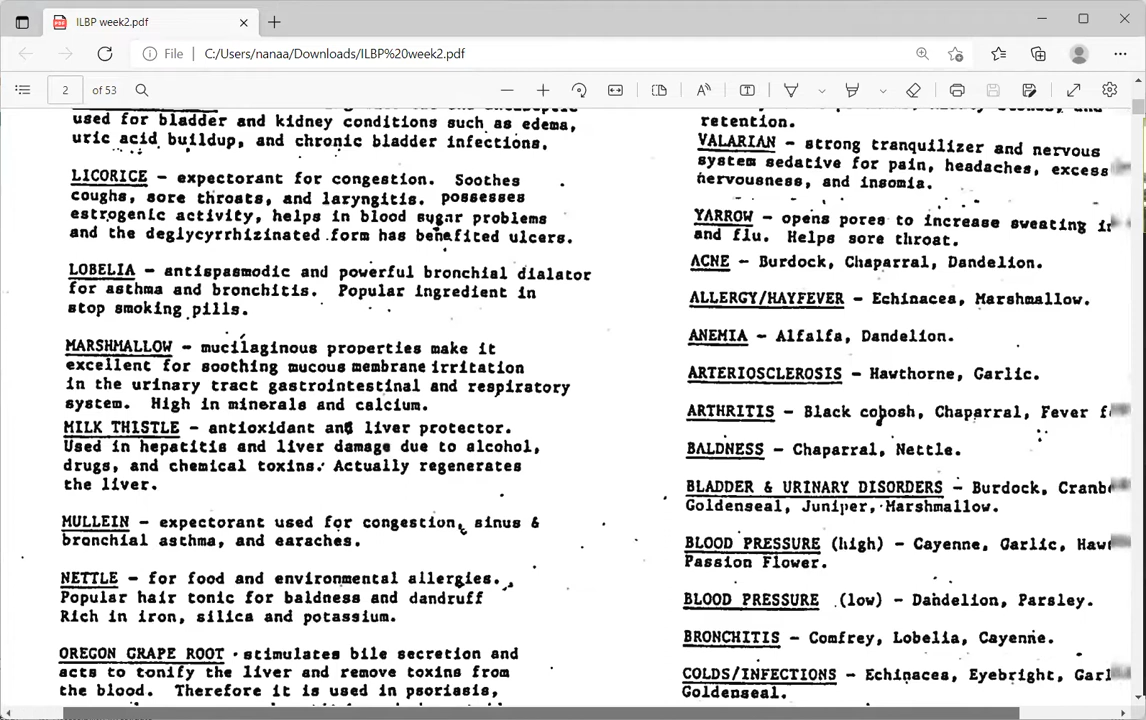 ILBP week2.pdf
File
C:/Users/nanaa/Downloads/ILBP%20week2.pdf
2 of 53
used for bladder and kidney conditions such as edema,
uric acid buildup, and chronic bladder infections.
LICORICE - expectorant for congestion. Soothes
coughs, sore throats, and laryngitis. possesses
estrogenic activity, helps in blood sugar problems
and the deglycyrrhizinated form has benefited ulcers.
LOBELIA - antispasmodic and powerful bronchial dialator
for asthma and bronchitis. Popular ingredient in
stop smoking pills.
MARSHMALLOW - mucilaginous properties make it
excellent for soothing mucous membrane irritation
in the urinary tract gastrointestinal and respiratory
system. High in minerals and calcium.
MILK THISTLE - antioxidant and liver protector.
Used in hepatitis and liver damage due to alcohol,
drugs, and chemical toxins. Actually regenerates
the liver.
MULLEIN - expectorant used for congestion, sinus &
bronchial asthma, and earaches.
NETTLE - for food and environmental allergies.
Popular hair tonic for baldness and dandruff
Rich in iron, silica and potassium.
OREGON GRAPE ROOT - stimulates bile secretion and
acts to tonify the liver and remove toxins from
the blood. Therefore it is used in psoriasis,
retention.
VALARIAN - strong tranquilizer and nervous
system sedative for pain, headaches, excess
nervousness, and insomia.
YARROW - opens pores to increase sweating in
and flu. Helps sore throat.
ACNE - Burdock, Chaparral, Dandelion.
ALLERGY/HAYFEVER - Echinacea, Marshmallow.
ANEMIA - Alfalfa, Dandelion.
ARTERIOSCLEROSIS - Hawthorne, Garlic.
ARTHRITIS - Black cohosh, Chaparral, Fever f
BALDNESS - Chaparral, Nettle.
BLADDER & URINARY DISORDERS - Burdock, Cranb
Goldenseal, Juniper, Marshmallow.
BLOOD PRESSURE (high) - Cayenne, Garlic, Haw
Passion Flower.
BLOOD PRESSURE (low) - Dandelion, Parsley.
BRONCHITIS - Comfrey, Lobelia, Cayenne.
COLDS/INFECTIONS - Echinacea, Eyebright, Garl
Goldenseal.